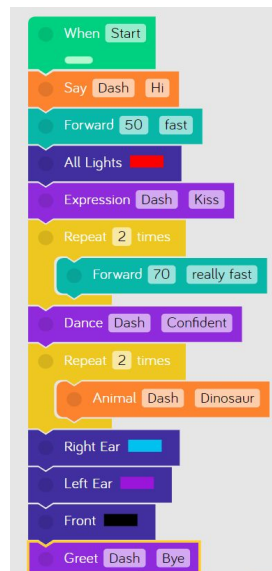 When Start
Say Dash Hi
Forward 50 fast
All Lights
Expression Dash Kiss
Repeat 2 times
Forward 70 really fast
Dance Dash Confident
Repeat 2 times
Animal Dash Dinosaur
Right Ear
Left Ear
Front
Greet Dash Bye